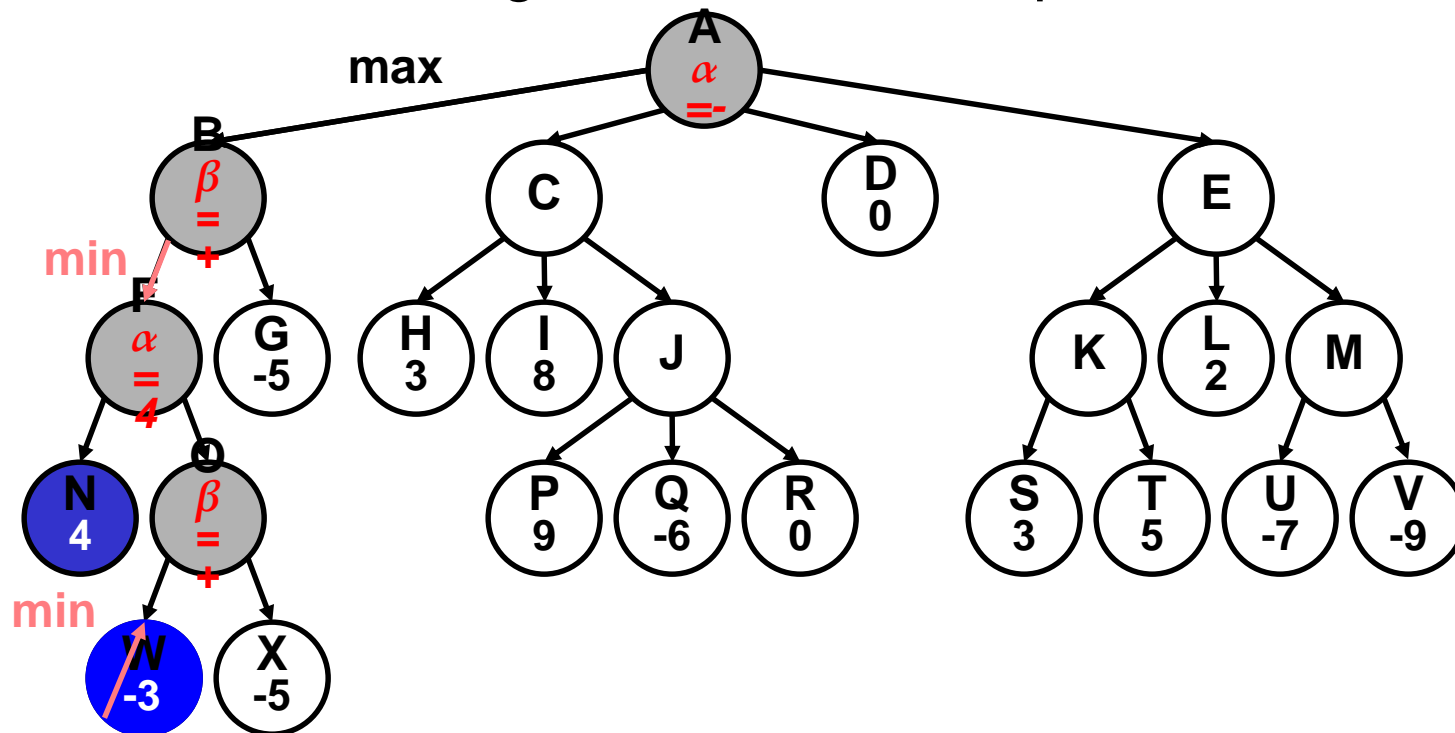 A
α
=-
max
B
β
=
+
C
D
0
E
min
F
α
=
4
G
-5
H
3
I
8
J
K
L
2
M
N
4
O
β
=
+
P
9
Q
-6
R
0
S
3
T
5
U
-7
V
-9
min
W
-3
X
-5